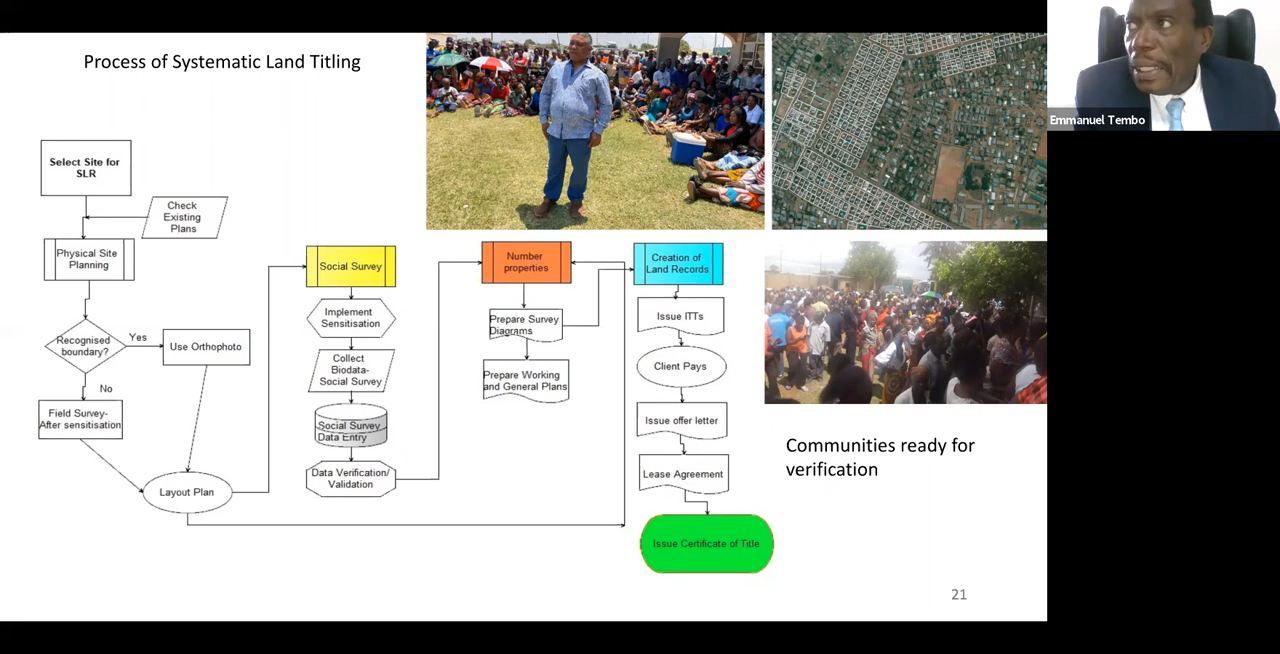 Process of Systematic Land Titling
Emmanuel Tembo
Select Site for
SLR
Check
Existing
Plans
Physical Site
Planning
Recognised
boundary?
Yes
Use Orthophoto
No
Field Survey-
After sensitisation
Layout Plan
Social Survey
Implement
Sensitisation
Collect
Biodata-
Social Survey
Social Survey
Data Entry
Data Verification/
Validation
Number
properties
Prepare Survey
Diagrams
Prepare Working
and General Plans
Creation of
Land Records
Issue ITTs
Client Pays
Issue offer letter
Lease Agreement
Issue Certificate of Title
Communities ready for
verification
21